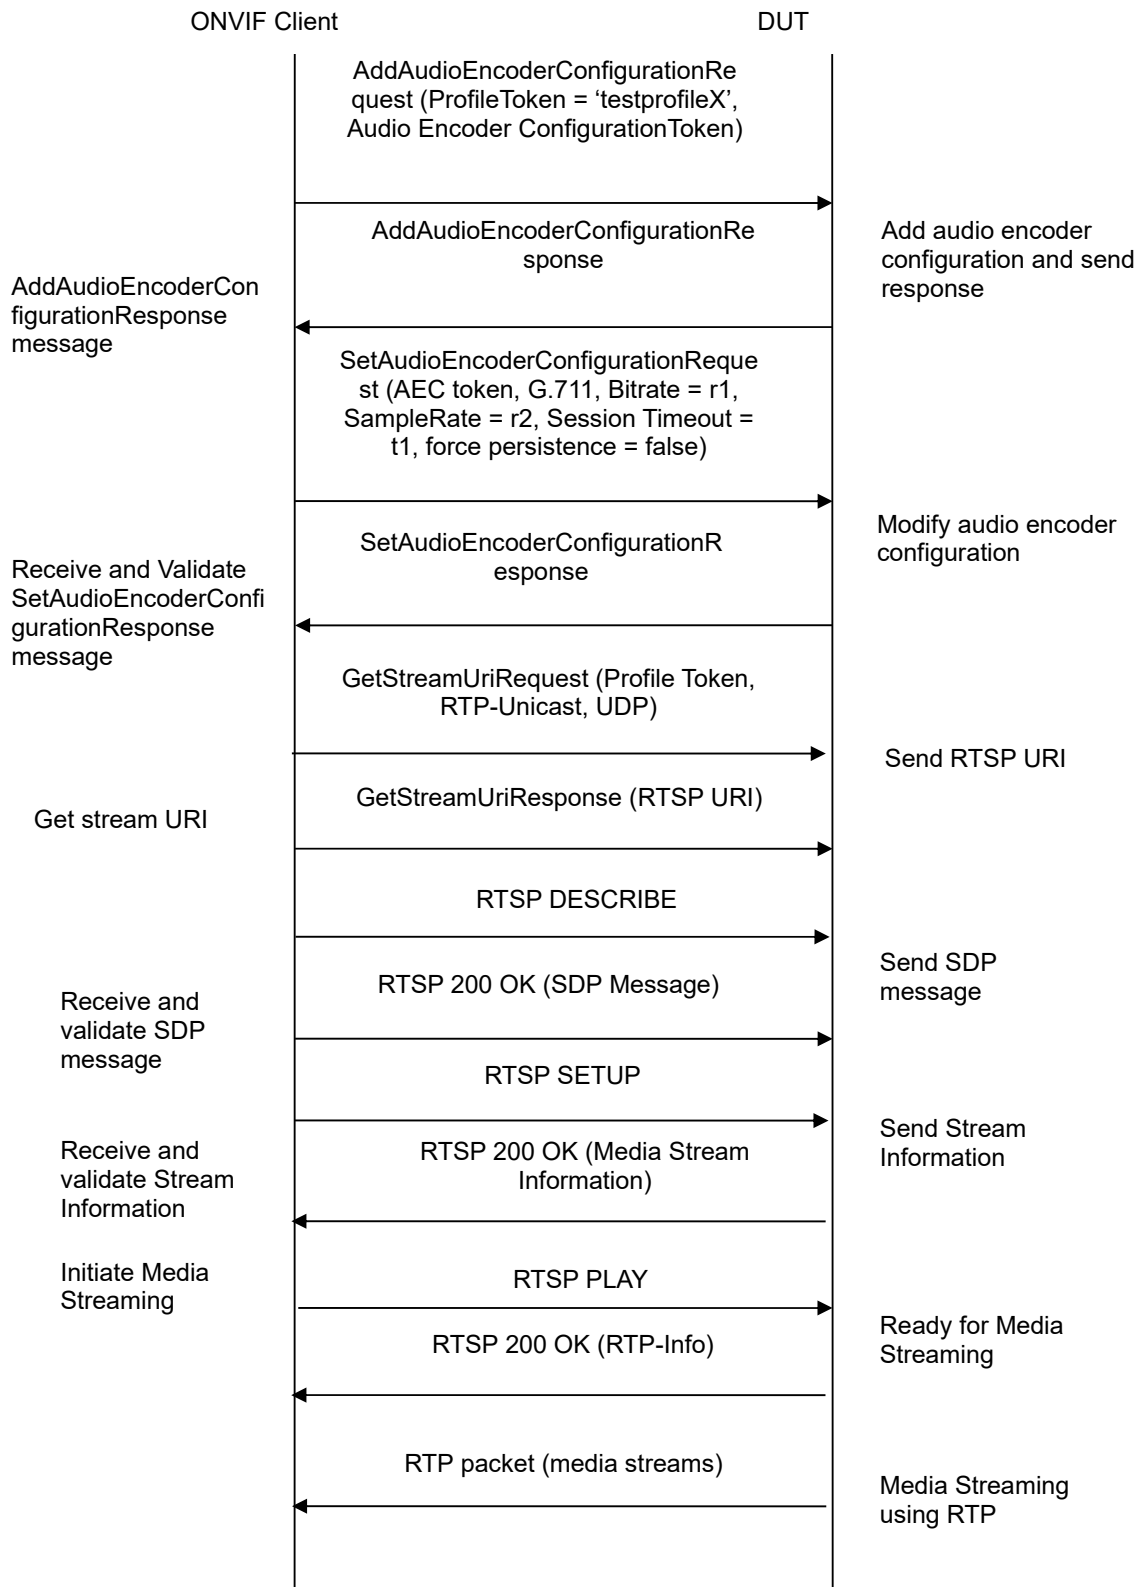 ONVIF Client
DUT
AddAudioEncoderConfigurationRe
quest (ProfileToken = ‘testprofileX’,
Audio Encoder ConfigurationToken)
AddAudioEncoderConfigurationRe
sponse
Add audio encoder
configuration and send
response
AddAudioEncoderCon
figurationResponse
message
SetAudioEncoderConfigurationReque
st (AEC token, G.711, Bitrate = r1,
SampleRate = r2, Session Timeout =
t1, force persistence = false)
Modify audio encoder
configuration
SetAudioEncoderConfigurationR
esponse
Receive and Validate
SetAudioEncoderConfi
gurationResponse
message
GetStreamUriRequest (Profile Token,
RTP-Unicast, UDP)
Send RTSP URI
GetStreamUriResponse (RTSP URI)
Get stream URI
RTSP DESCRIBE
Send SDP
message
RTSP 200 OK (SDP Message)
Receive and
validate SDP
message
RTSP SETUP
Send Stream
Information
RTSP 200 OK (Media Stream
Information)
Receive and
validate Stream
Information
Initiate Media
Streaming
RTSP PLAY
Ready for Media
Streaming
RTSP 200 OK (RTP-Info)
RTP packet (media streams)
Media Streaming
using RTP